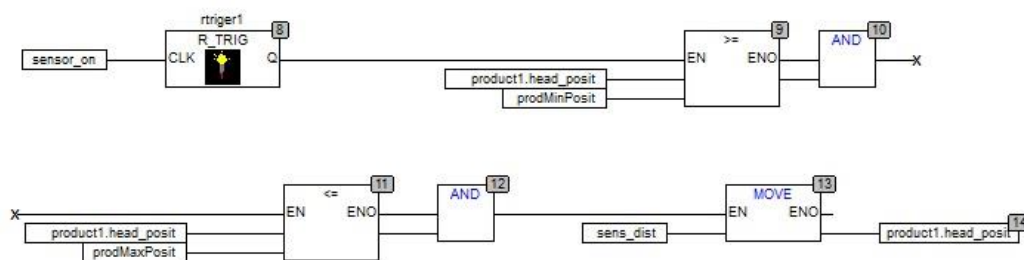 rtriger1
8
R_TRIG
sensor_on
CLK
Q
9
>=
EN
ENO
product1.head_posit
prodMinPosit
10
AND
X
X
11
<=
EN
ENO
product1.head_posit
prodMaxPosit
12
AND
13
MOVE
EN
ENO
sens_dist
14
product1.head_posit